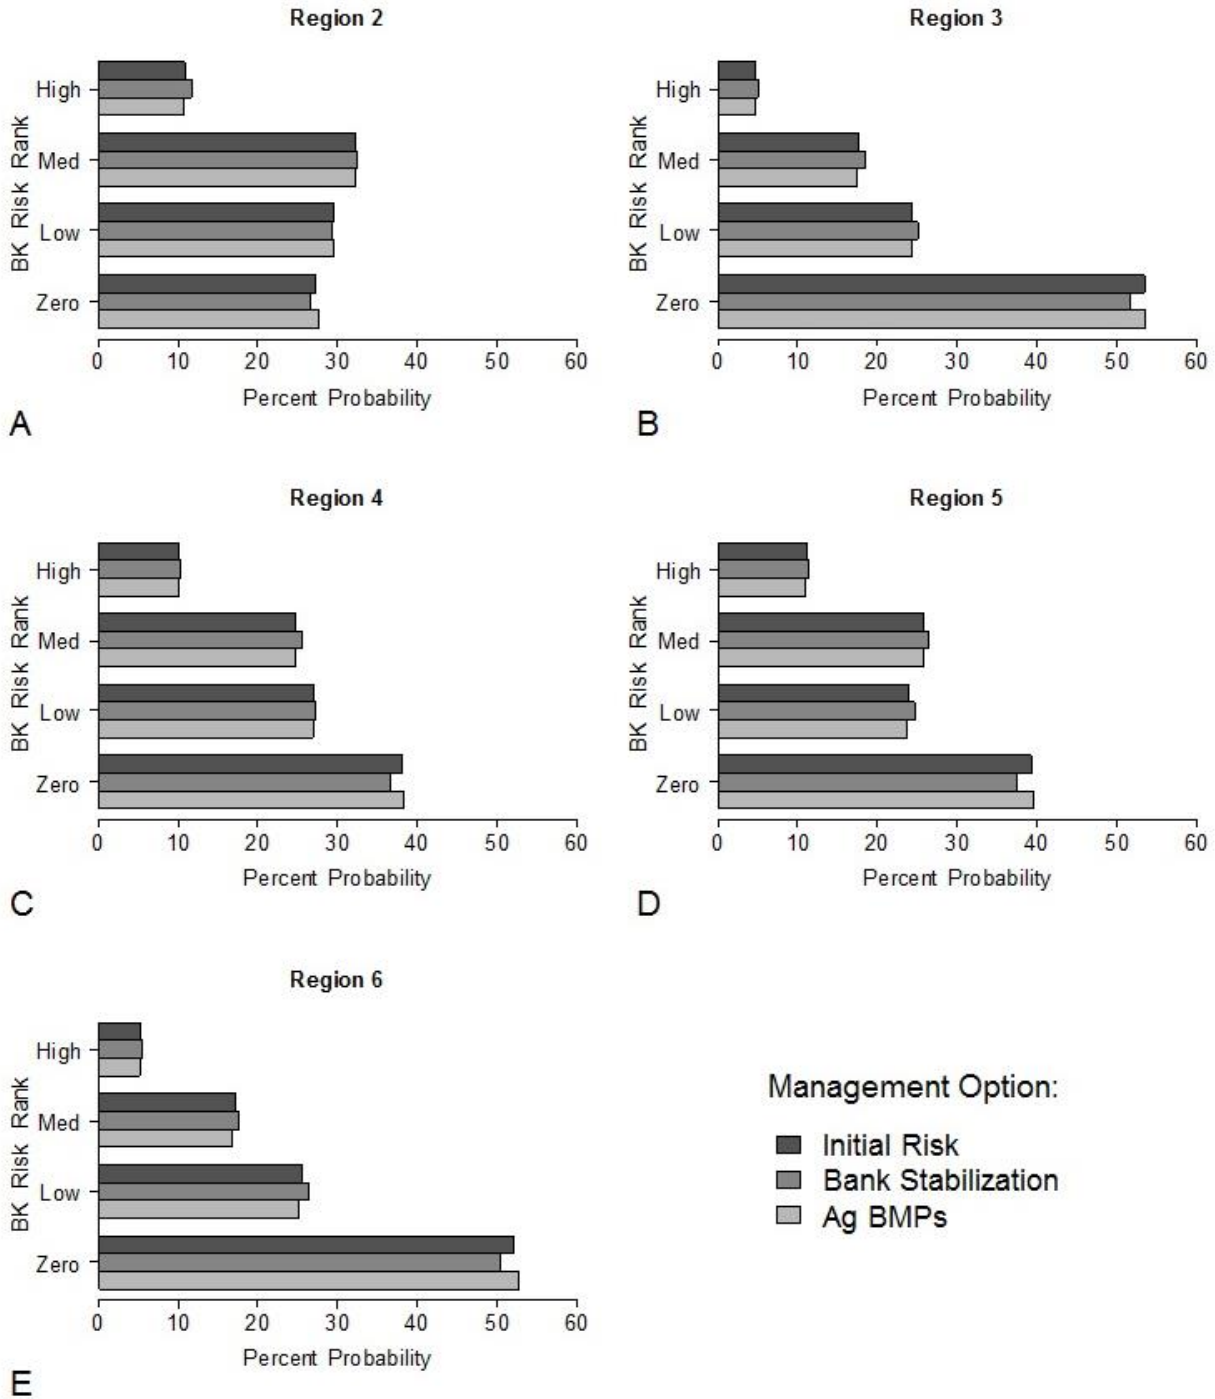 Region 2
BK Risk Rank
High
Med
Low
Zero
0 10 20 30 40 50 60
Percent Probability
A
Region 3
BK Risk Rank
High
Med
Low
Zero
0 10 20 30 40 50 60
Percent Probability
B
Region 4
BK Risk Rank
High
Med
Low
Zero
0 10 20 30 40 50 60
Percent Probability
C
Region 5
BK Risk Rank
High
Med
Low
Zero
0 10 20 30 40 50 60
Percent Probability
D
Region 6
BK Risk Rank
High
Med
Low
Zero
0 10 20 30 40 50 60
Percent Probability
E
Management Option:
Initial Risk
Bank Stabilization
Ag BMPs